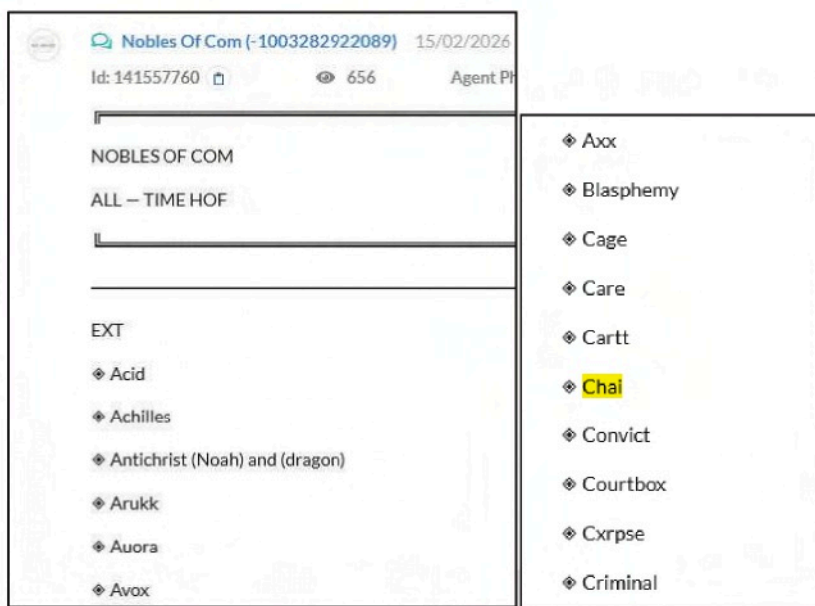 Nobles Of Com (-1003282922089) 15/02/2026
Id: 141557760 656 Agent Ph
NOBLES OF COM
ALL — TIME HOF
EXT
◈ Acid
◈ Achilles
◈ Antichrist (Noah) and (dragon)
◈ Arukk
◈ Auora
◈ Avox
◈ Axx
◈ Blasphemy
◈ Cage
◈ Care
◈ Cartt
◈ Chai
◈ Convict
◈ Courtbox
◈ Cxrpse
◈ Criminal